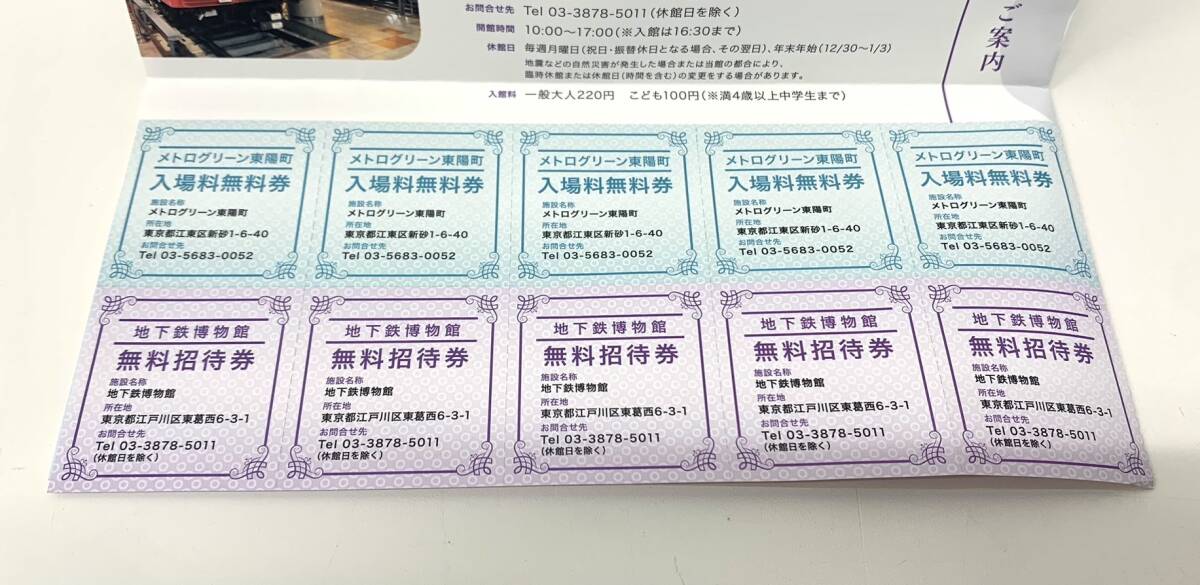 お問合せ先 Tel 03-3878-5011(休館日を除く)
開館時間 10:00〜17:00(※入館は16:30まで)
休館日 毎週月曜日(祝日・振替休日となる場合、その翌日)、年末年始(12/30〜1/3)
地震などの自然災害が発生した場合または当館の都合により、
臨時休館または休館日(時間を含む)の変更をする場合があります。
入館料 一般大人220円 こども100円(※満4歳以上中学生まで)
ご案内
メトログリーン東陽町
入場料無料券
施設名称
メトログリーン東陽町
所在地
東京都江東区新砂1-6-40
お問合せ先
Tel 03-5683-0052
メトログリーン東陽町
入場料無料券
施設名称
メトログリーン東陽町
所在地
東京都江東区新砂1-6-40
お問合せ先
Tel 03-5683-0052
メトログリーン東陽町
入場料無料券
施設名称
メトログリーン東陽町
所在地
東京都江東区新砂1-6-40
お問合せ先
Tel 03-5683-0052
メトログリーン東陽町
入場料無料券
施設名称
メトログリーン東陽町
所在地
東京都江東区新砂1-6-40
お問合せ先
Tel 03-5683-0052
メトログリーン東陽町
入場料無料券
施設名称
メトログリーン東陽町
所在地
東京都江東区新砂1-6-40
お問合せ先
Tel 03-5683-0052
地下鉄博物館
無料招待券
施設名称
地下鉄博物館
所在地
東京都江戸川区東葛西6-3-1
お問合せ先
Tel 03-3878-5011
(休館日を除く)
地下鉄博物館
無料招待券
施設名称
地下鉄博物館
所在地
東京都江戸川区東葛西6-3-1
お問合せ先
Tel 03-3878-5011
(休館日を除く)
地下鉄博物館
無料招待券
施設名称
地下鉄博物館
所在地
東京都江戸川区東葛西6-3-1
お問合せ先
Tel 03-3878-5011
(休館日を除く)
地下鉄博物館
無料招待券
施設名称
地下鉄博物館
所在地
東京都江戸川区東葛西6-3-1
お問合せ先
Tel 03-3878-5011
(休館日を除く)
地下鉄博物館
無料招待券
施設名称
地下鉄博物館
所在地
東京都江戸川区東葛西6-3-1
お問合せ先
Tel 03-3878-5011
(休館日を除く)